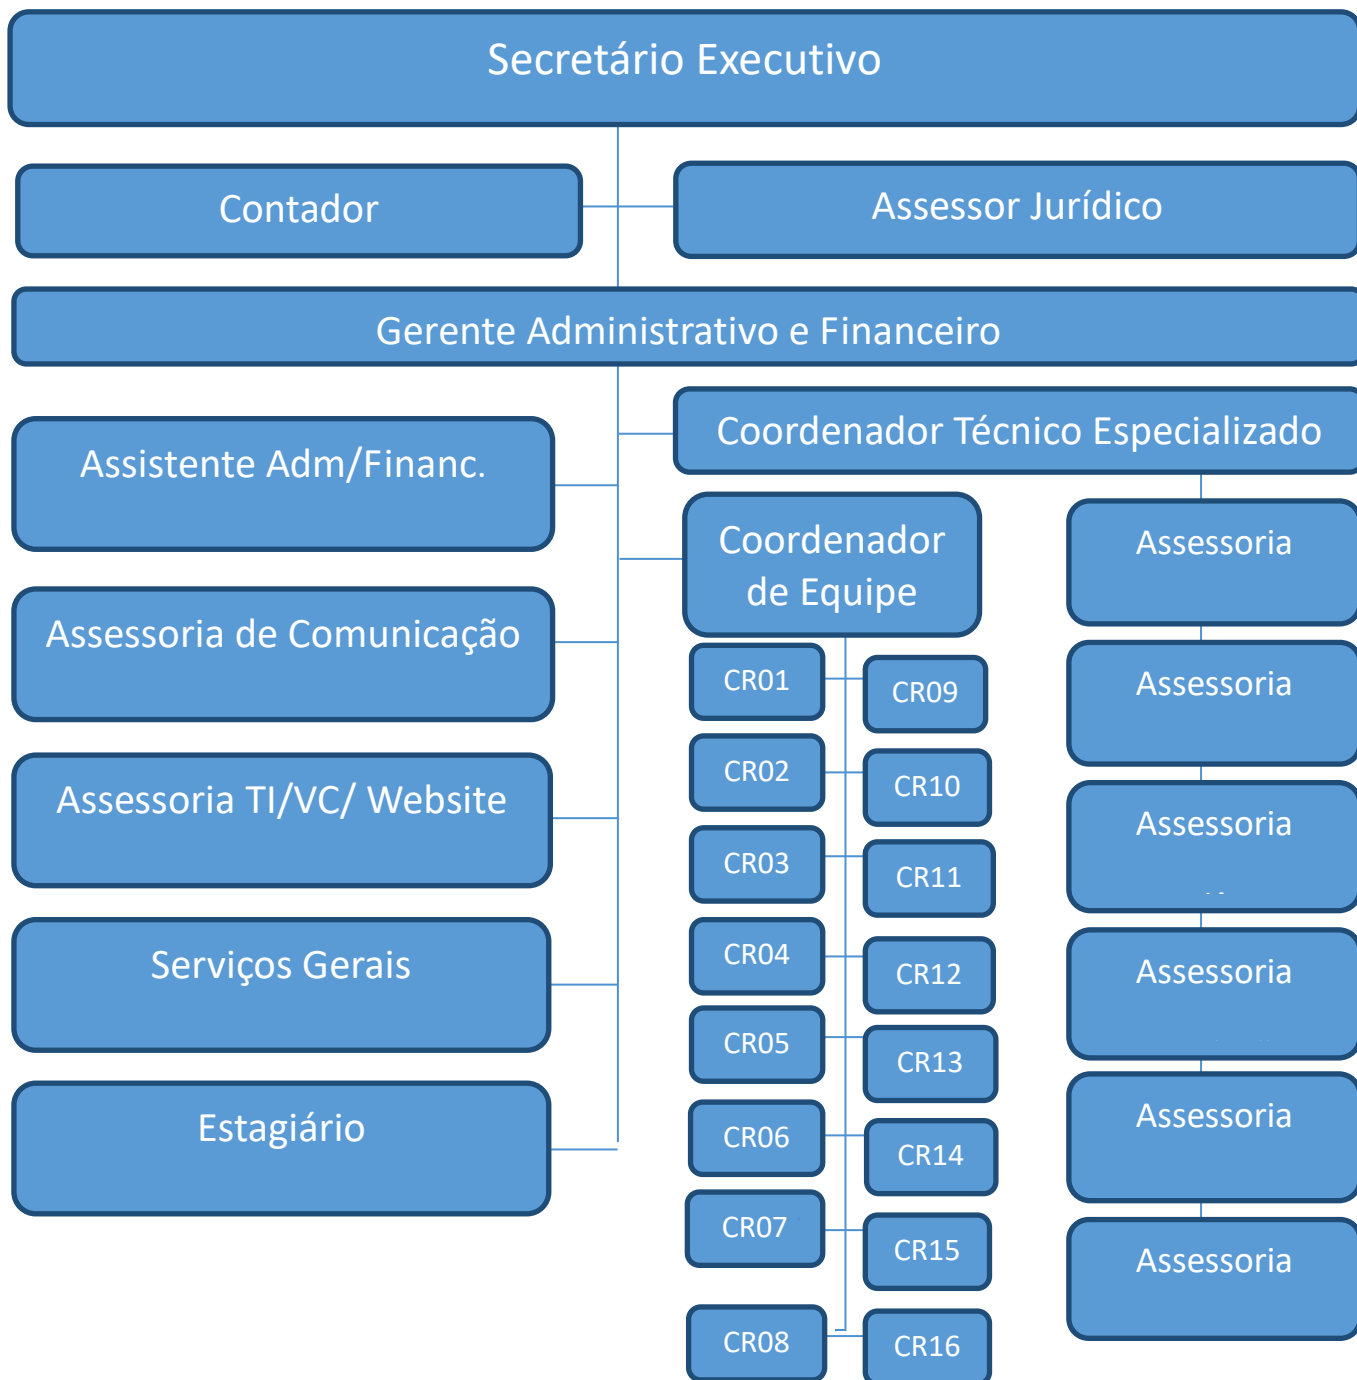 Secretário Executivo
Contador
Assessor Jurídico
Gerente Administrativo e Financeiro
Coordenador Técnico Especializado
Assistente Adm/Financ.
Coordenador
de Equipe
Assessoria
Assessoria de Comunicação
CR01
CR09
Assessoria
Assessoria TI/VC/ Website
CR02
CR10
CR03
CR11
Assessoria
Serviços Gerais
CR04
CR12
Assessoria
CR05
CR13
Estagiário
CR06
CR14
Assessoria
CR07
CR15
Assessoria
CR08
CR16